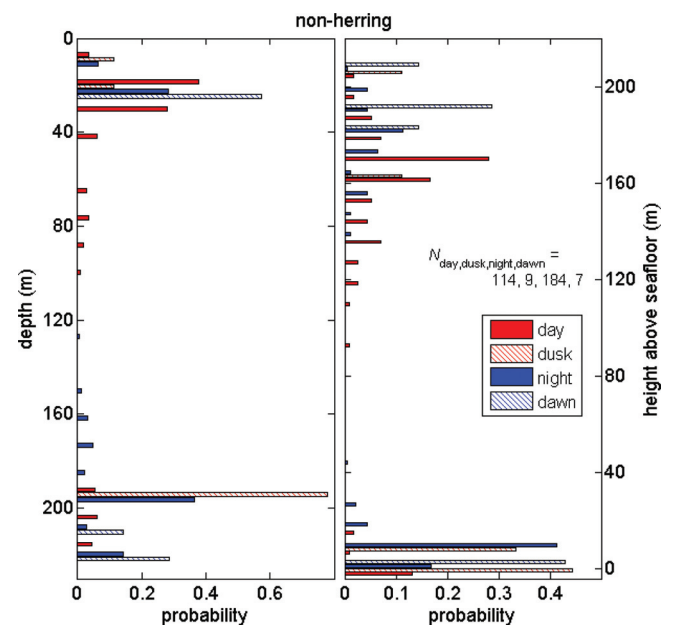 non-herring
0
40
80
120
160
200
depth (m)
0 0.2 0.4 0.6
probability
200
160
120
80
40
0
height above seafloor (m)
0 0.1 0.2 0.3 0.4
probability
N day,dusk,night,dawn =
114, 9, 184, 7
day
dusk
night
dawn